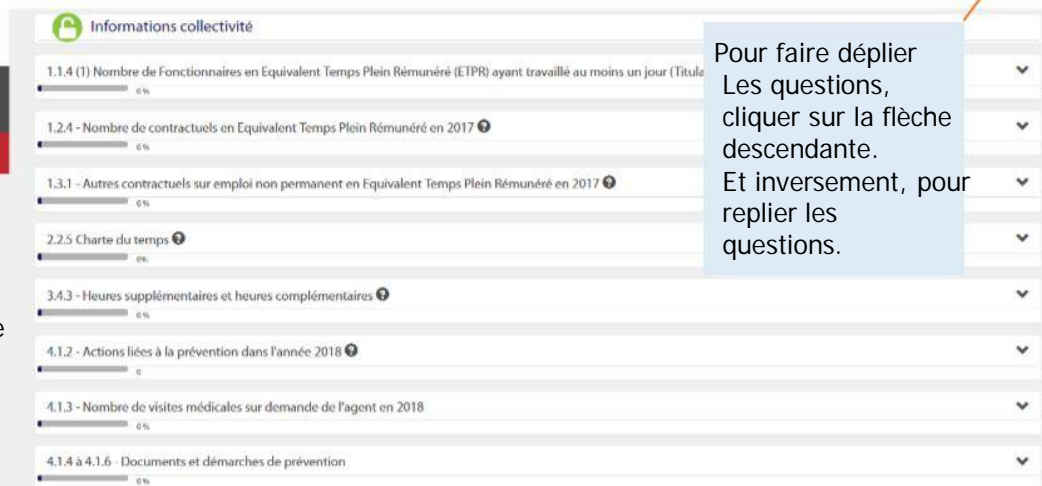 Informations collectivité
1.1.4 (1) Nombre de Fonctionnaires en Equivalent Temps Plein Rémunéré (ETPR) ayant travaillé au moins un jour (Titula
0 %
1.2.4 - Nombre de contractuels en Equivalent Temps Plein Rémunéré en 2017 ?
0 %
1.3.1 - Autres contractuels sur emploi non permanent en Equivalent Temps Plein Rémunéré en 2017 ?
0 %
2.2.5 Charte du temps ?
0%
3.4.3 - Heures supplémentaires et heures complémentaires ?
0 %
e
4.1.2 - Actions liées à la prévention dans l'année 2018 ?
0
4.1.3 - Nombre de visites médicales sur demande de l'agent en 2018
0 %
4.1.4 à 4.1.6 - Documents et démarches de prévention
0 %
Pour faire déplier
Les questions,
cliquer sur la flèche
descendante.
Et inversement, pour
replier les
questions.